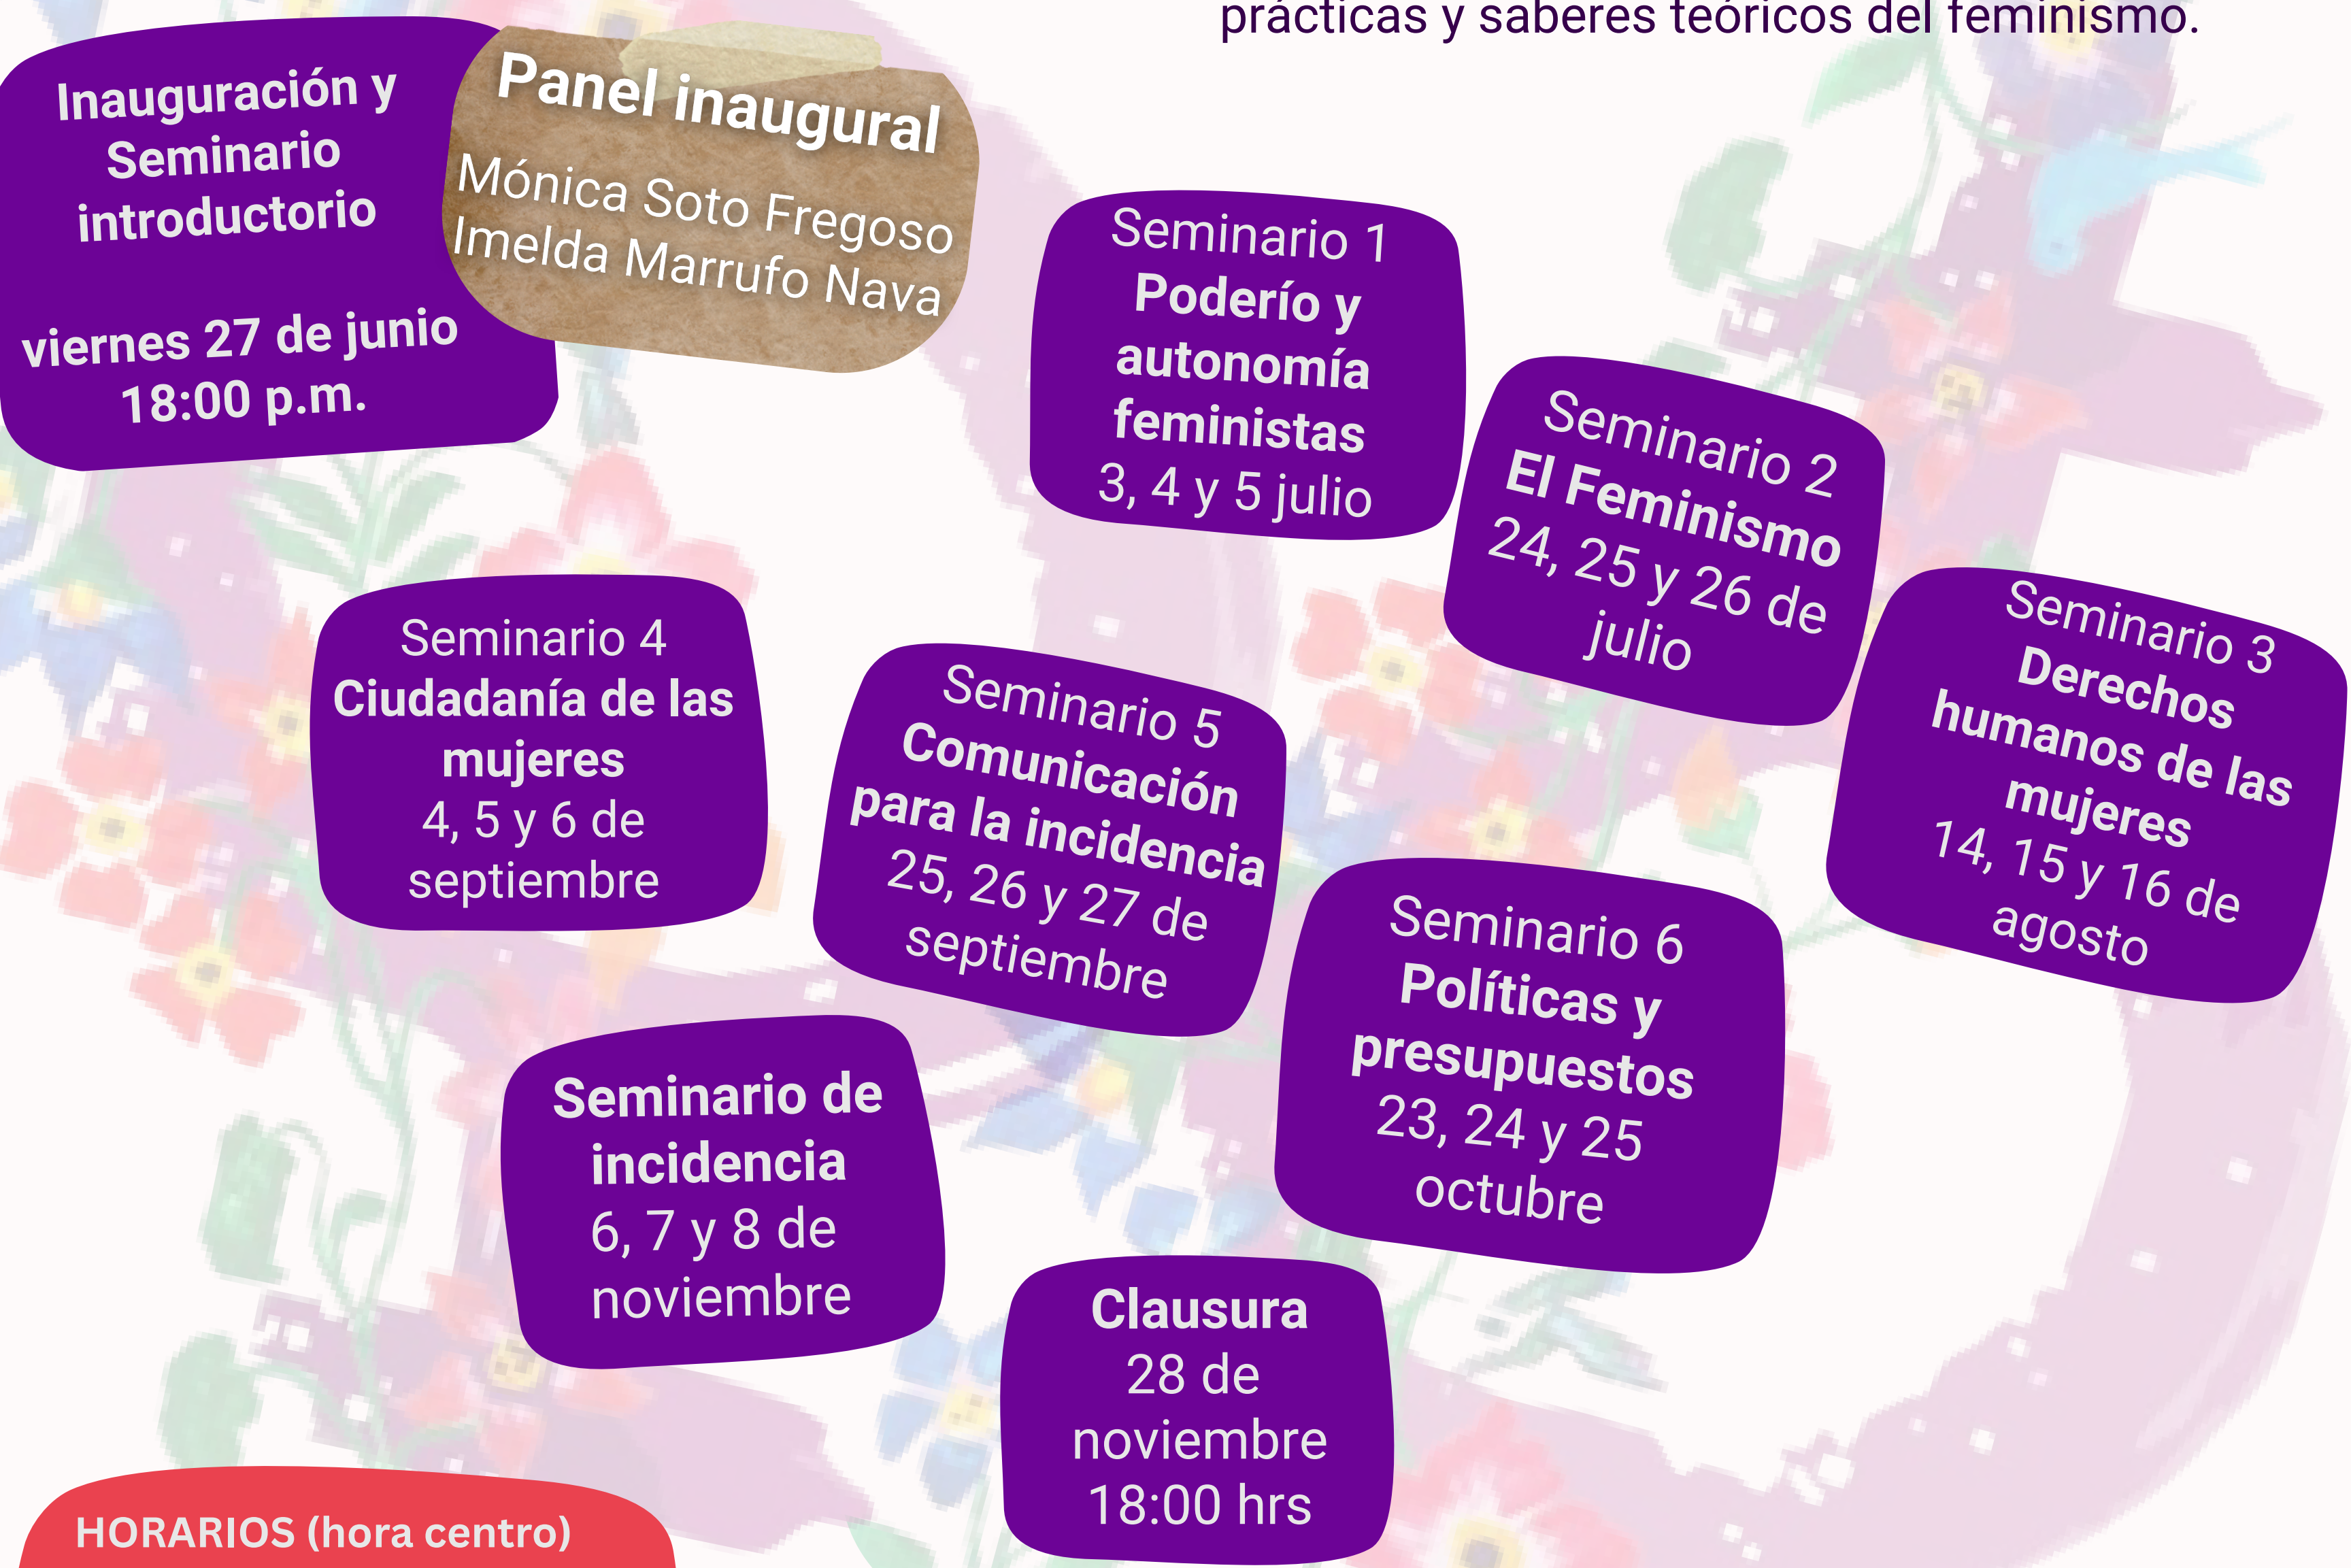 prácticas y saberes teóricos del feminismo.
Inauguración y
Seminario
introductorio
viernes 27 de junio
18:00 p.m.
Panel inaugural
Mónica Soto Fregoso
Imelda Marrufo Nava
Seminario 1
Poderío y
autonomía
feministas
3, 4 y 5 julio
Seminario 2
El Feminismo
24, 25 y 26 de
julio
Seminario 3
Derechos
humanos de las
mujeres
14, 15 y 16 de
agosto
Seminario 4
Ciudadanía de las
mujeres
4, 5 y 6 de
septiembre
Seminario 5
Comunicación
para la incidencia
25, 26 y 27 de
septiembre
Seminario 6
Políticas y
presupuestos
23, 24 y 25
octubre
Seminario de
incidencia
6, 7 y 8 de
noviembre
Clausura
28 de
noviembre
18:00 hrs
HORARIOS (hora centro)